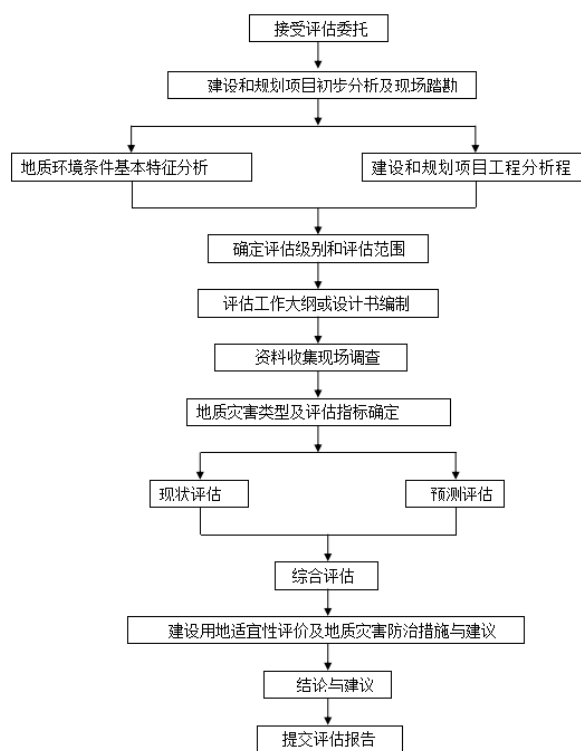 接受评估委托
建设和规划项目初步分析及现场踏勘
地质环境条件基本特征分析
建设和规划项目工程分析程
确定评估级别和评估范围
评估工作大纲或设计书编制
资料收集现场调查
地质灾害类型及评估指标确定
现状评估
预测评估
综合评估
建设用地适宜性评价及地质灾害防治措施与建议
结论与建议
提交评估报告